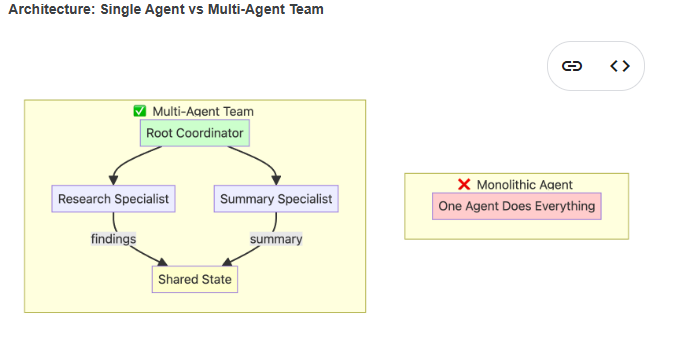 Architecture: Single Agent vs Multi-Agent Team
✅ Multi-Agent Team
Root Coordinator
Research Specialist
Summary Specialist
findings
summary
Shared State
❌ Monolithic Agent
One Agent Does Everything